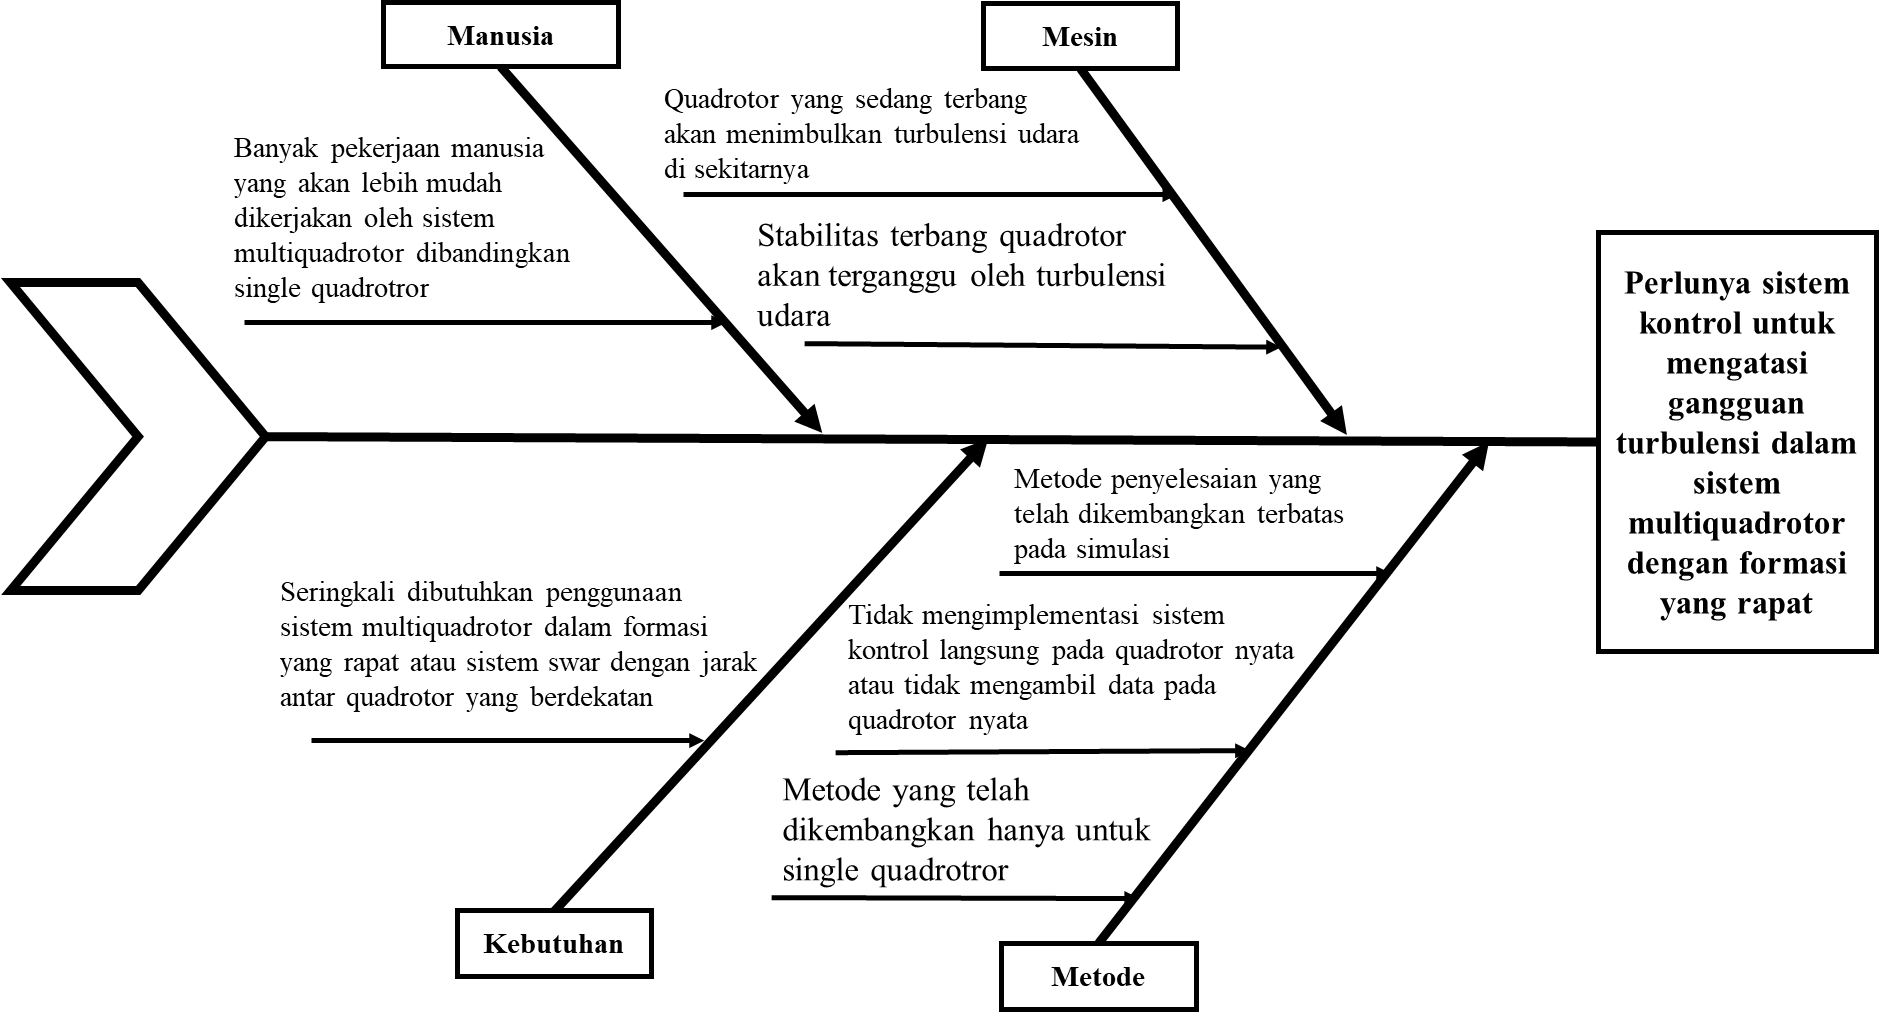 Manusia
Mesin
Banyak pekerjaan manusia
yang akan lebih mudah
dikerjakan oleh sistem
multiquadrotor dibandingkan
single quadrotror
Quadrotor yang sedang terbang
akan menimbulkan turbulensi udara
di sekitarnya
Stabilitas terbang quadrotor
akan terganggu oleh turbulensi
udara
Perlunya sistem
kontrol untuk
mengatasi
gangguan
turbulensi dalam
sistem
multiquadrotor
dengan formasi
yang rapat
Seringkali dibutuhkan penggunaan
sistem multiquadrotor dalam formasi
yang rapat atau sistem swar dengan jarak
antar quadrotor yang berdekatan
Metode penyelesaian yang
telah dikembangkan terbatas
pada simulasi
Tidak mengimplementasi sistem
kontrol langsung pada quadrotor nyata
atau tidak mengambil data pada
quadrotor nyata
Metode yang telah
dikembangkan hanya untuk
single quadrotror
Kebutuhan
Metode